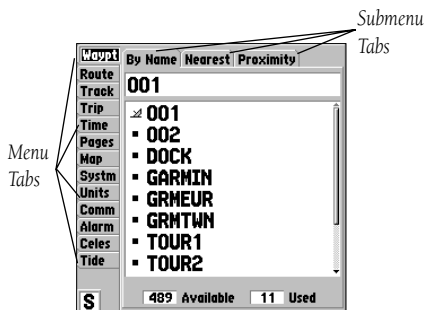 Submenu
Tabs
Waypt
By Name Nearest Proximity
Route
Track
Trip
Time
Pages
Map
Systm
Units
Comm
Alarm
Celes
Tide
Menu
Tabs
001
001
002
DOCK
GARMIN
GRMEUR
GRMTWN
TOUR1
TOUR2
S
489 Available 11 Used